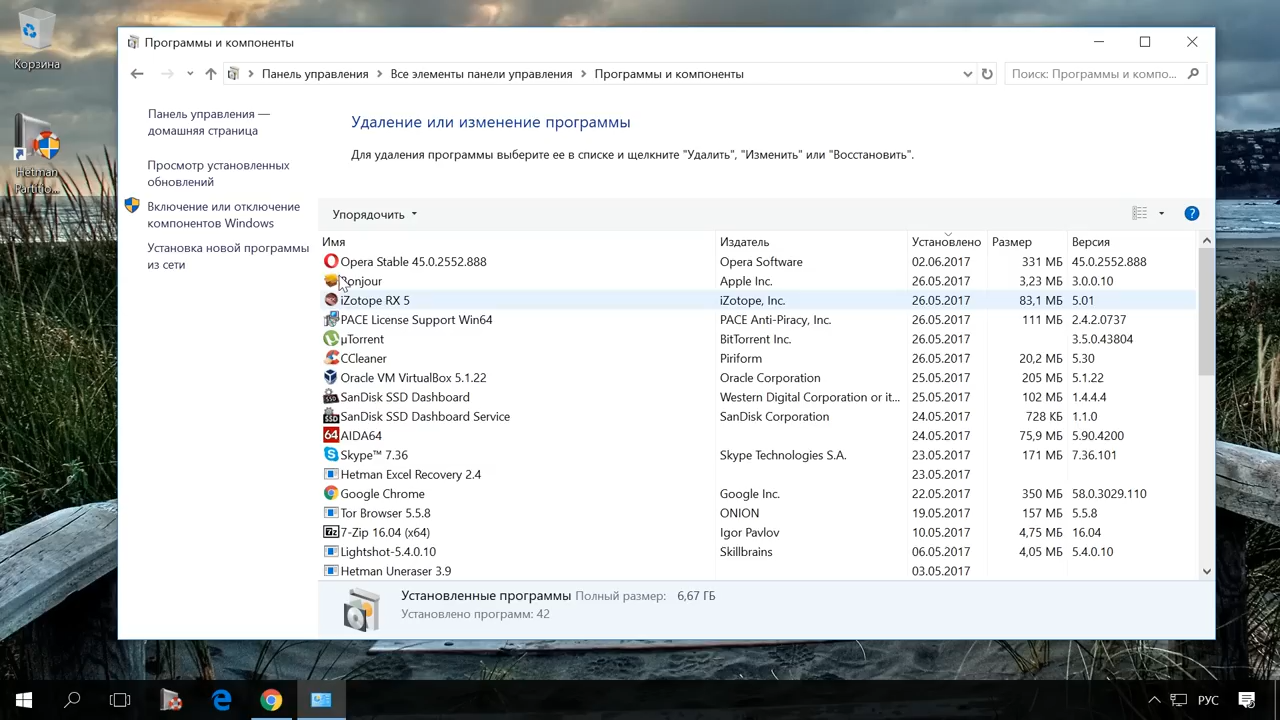 Корзина
Hetman
Partitio...
Программы и компоненты
Панель управления
Все элементы панели управления
Программы и компоненты
Поиск: Программы и компо...
Панель управления —
домашняя страница
Просмотр установленных
обновлений
Включение или отключение
компонентов Windows
Установка новой программы
из сети
Удаление или изменение программы
Для удаления программы выберите ее в списке и щелкните "Удалить", "Изменить" или "Восстановить".
Упорядочить
Имя Издатель Установлено Размер Версия
Opera Stable 45.0.2552.888 Opera Software 02.06.2017 331 МБ 45.0.2552.888
Bonjour Apple Inc. 26.05.2017 3,23 МБ 3.0.0.10
iZotope RX 5 iZotope, Inc. 26.05.2017 83,1 МБ 5.01
PACE License Support Win64 PACE Anti-Piracy, Inc. 26.05.2017 111 МБ 2.4.2.0737
µTorrent BitTorrent Inc. 26.05.2017 3.5.0.43804
CCleaner Piriform 26.05.2017 20,2 МБ 5.30
Oracle VM VirtualBox 5.1.22 Oracle Corporation 25.05.2017 205 МБ 5.1.22
SanDisk SSD Dashboard Western Digital Corporation or it... 25.05.2017 102 МБ 1.4.4.4
SanDisk SSD Dashboard Service SanDisk Corporation 24.05.2017 728 КБ 1.1.0
64 AIDA64 24.05.2017 75,9 МБ 5.90.4200
Skype™ 7.36 Skype Technologies S.A. 23.05.2017 171 МБ 7.36.101
Hetman Excel Recovery 2.4 23.05.2017
Google Chrome Google Inc. 22.05.2017 350 МБ 58.0.3029.110
Tor Browser 5.5.8 ONION 19.05.2017 157 МБ 5.5.8
7z 7-Zip 16.04 (x64) Igor Pavlov 10.05.2017 4,75 МБ 16.04
Lightshot-5.4.0.10 Skillbrains 06.05.2017 4,05 МБ 5.4.0.10
Hetman Uneraser 3.9 03.05.2017
Установленные программы Полный размер: 6,67 ГБ
Установлено программ: 42
РУС